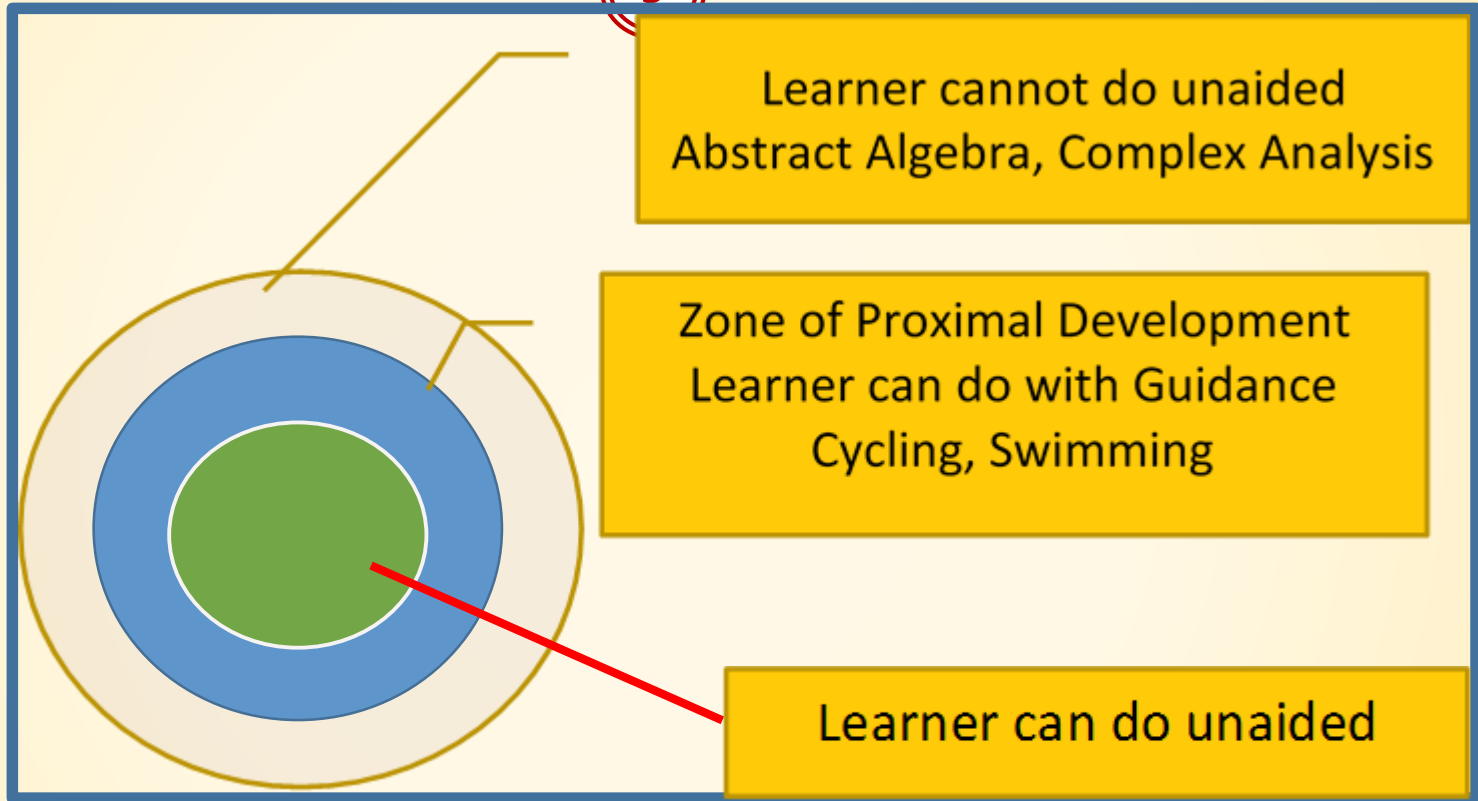 Learner cannot do unaided
Abstract Algebra, Complex Analysis
Zone of Proximal Development
Learner can do with Guidance
Cycling, Swimming
Learner can do unaided